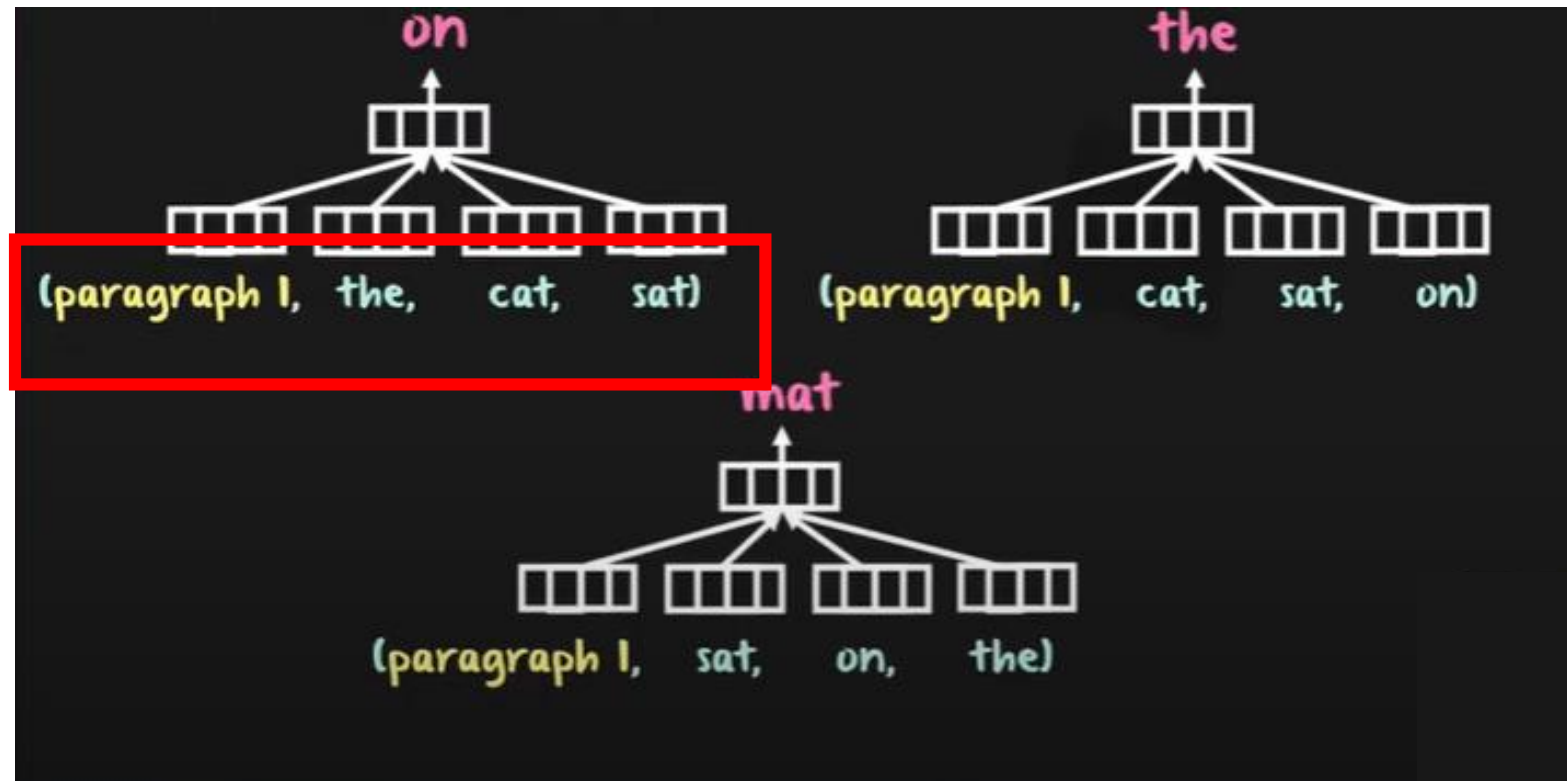 on
(paragraph 1, the, cat, sat)
the
(paragraph 1, cat, sat, on)
mat
(paragraph 1, sat, on, the)